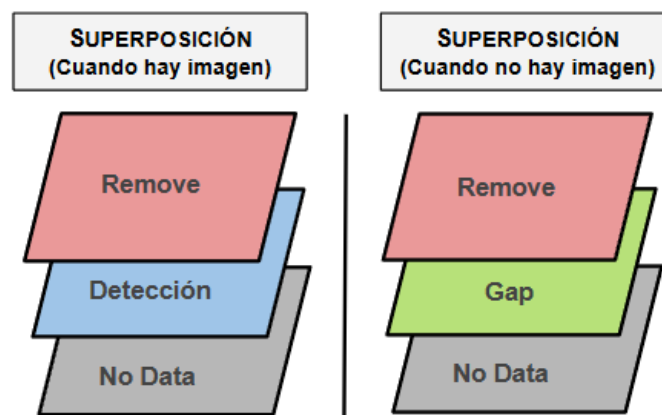 SUPERPOSICIÓN
(Cuando hay imagen)
Remove
Detección
No Data
SUPERPOSICIÓN
(Cuando no hay imagen)
Remove
Gap
No Data